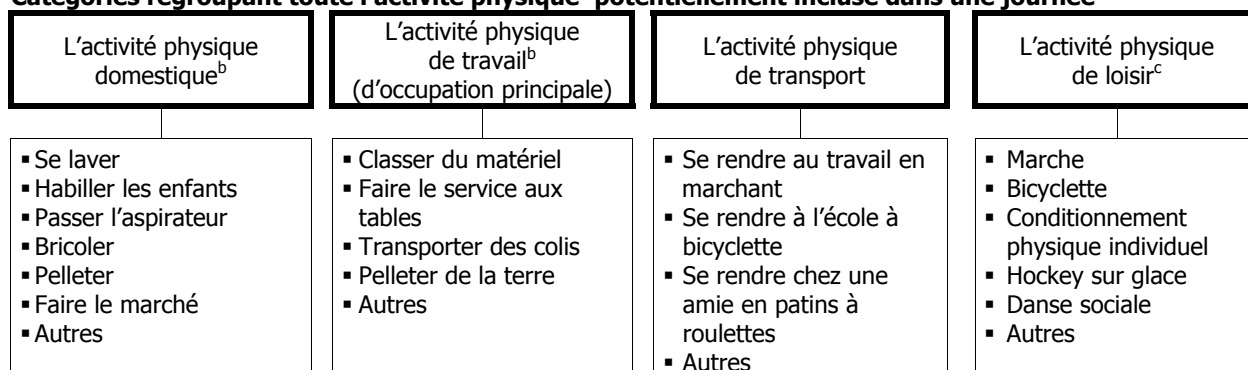 Catégories regroupant toute l'activité physique potentiellement incluse dans une journée
L'activité physique
domestiqueᵇ
▪ Se laver
▪ Habiller les enfants
▪ Passer l'aspirateur
▪ Bricoler
▪ Pelleter
▪ Faire le marché
▪ Autres
L'activité physique
de travailᵇ
(d'occupation principale)
▪ Classer du matériel
▪ Faire le service aux
tables
▪ Transporter des colis
▪ Pelleter de la terre
▪ Autres
L'activité physique
de transport
▪ Se rendre au travail en
marchant
▪ Se rendre à l'école à
bicyclette
▪ Se rendre chez une
amie en patins à
roulettes
▪ Autres
L'activité physique
de loisirᶜ
▪ Marche
▪ Bicyclette
▪ Conditionnement
physique individuel
▪ Hockey sur glace
▪ Danse sociale
▪ Autres